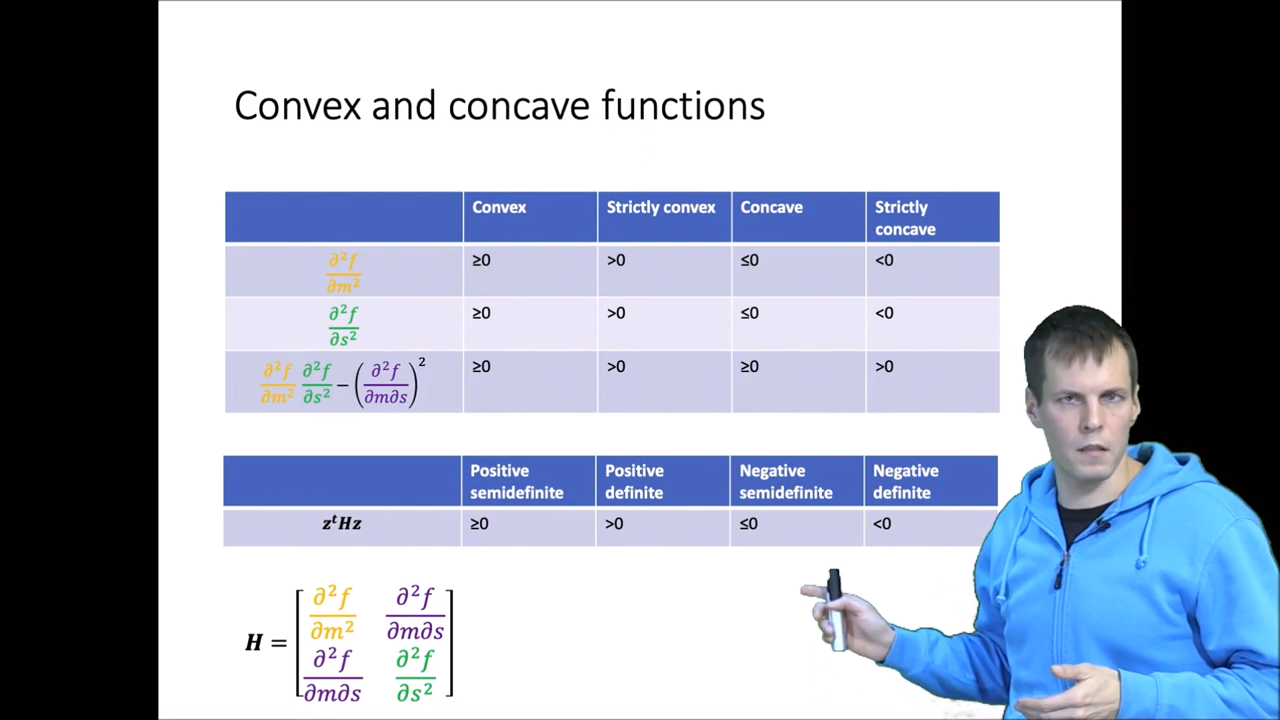 Convex and concave functions
Convex Strictly convex Concave Strictly concave
∂²f/∂m² ≥0 >0 ≤0 <0
∂²f/∂s² ≥0 >0 ≤0 <0
∂²f/∂m² ∂²f/∂s² − (∂²f/∂m∂s)² ≥0 >0 ≥0 >0
Positive semidefinite Positive definite Negative semidefinite Negative definite
zᵗHz ≥0 >0 ≤0 <0
H = [∂²f/∂m² ∂²f/∂m∂s
∂²f/∂m∂s ∂²f/∂s²]